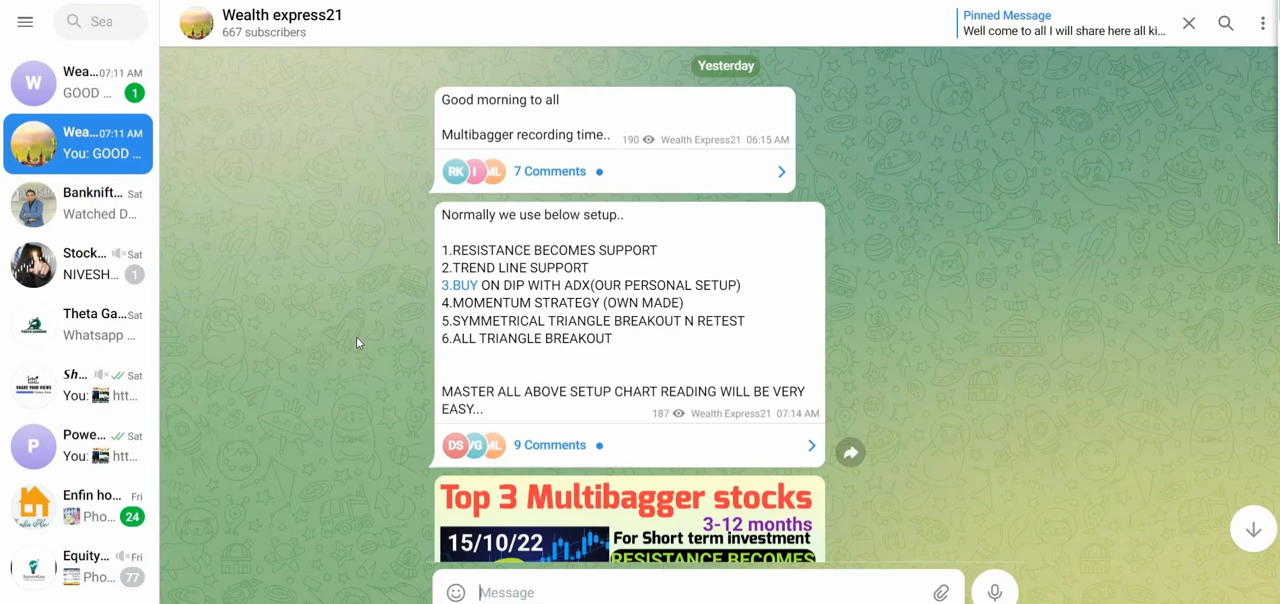 Sea
Wea... 07:11 AM
GOOD ... 1
W
Wea... 07:11 AM
You: GOOD ...
Banknift... Sat
Watched D...
Stock... Sat
NIVESH... 1
Theta Ga... Sat
Whatsapp ...
Sh... Sat
You: htt...
Powe... Sat
You: htt...
P
Enfin ho... Fri
Pho... 24
Equity... Fri
Pho... 77
Wealth express21
667 subscribers
Pinned Message
Well come to all I will share here all ki...
Yesterday
Good morning to all
Multibagger recording time.. 190 Wealth Express21 06:15 AM
RK I ML 7 Comments
Normally we use below setup..
1.RESISTANCE BECOMES SUPPORT
2.TREND LINE SUPPORT
3.BUY ON DIP WITH ADX(OUR PERSONAL SETUP)
4.MOMENTUM STRATEGY (OWN MADE)
5.SYMMETRICAL TRIANGLE BREAKOUT N RETEST
6.ALL TRIANGLE BREAKOUT
MASTER ALL ABOVE SETUP CHART READING WILL BE VERY
EASY... 187 Wealth Express21 07:14 AM
DS VG ML 9 Comments
Top 3 Multibagger stocks
3-12 months
15/10/22 For Short term investment
RESISTANCE BECOMES
Message